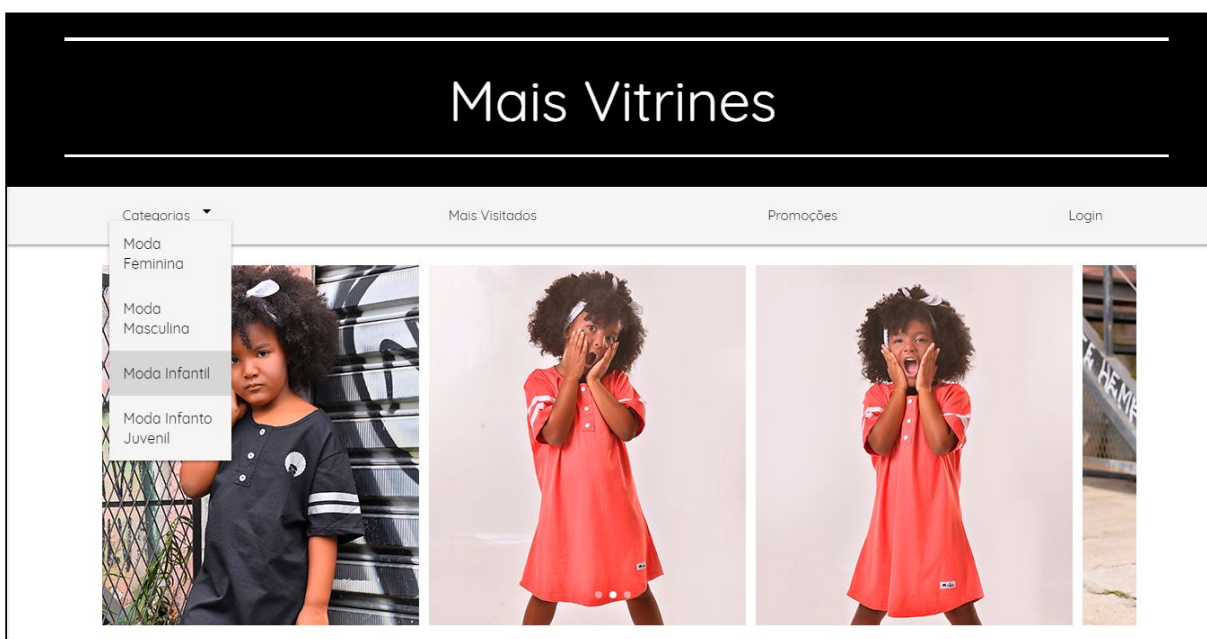 Mais Vitrines
Categorias
Mais Visitados
Promoções
Login
Moda
Feminina
Moda
Masculina
Moda Infantil
Moda Infanto
Juvenil